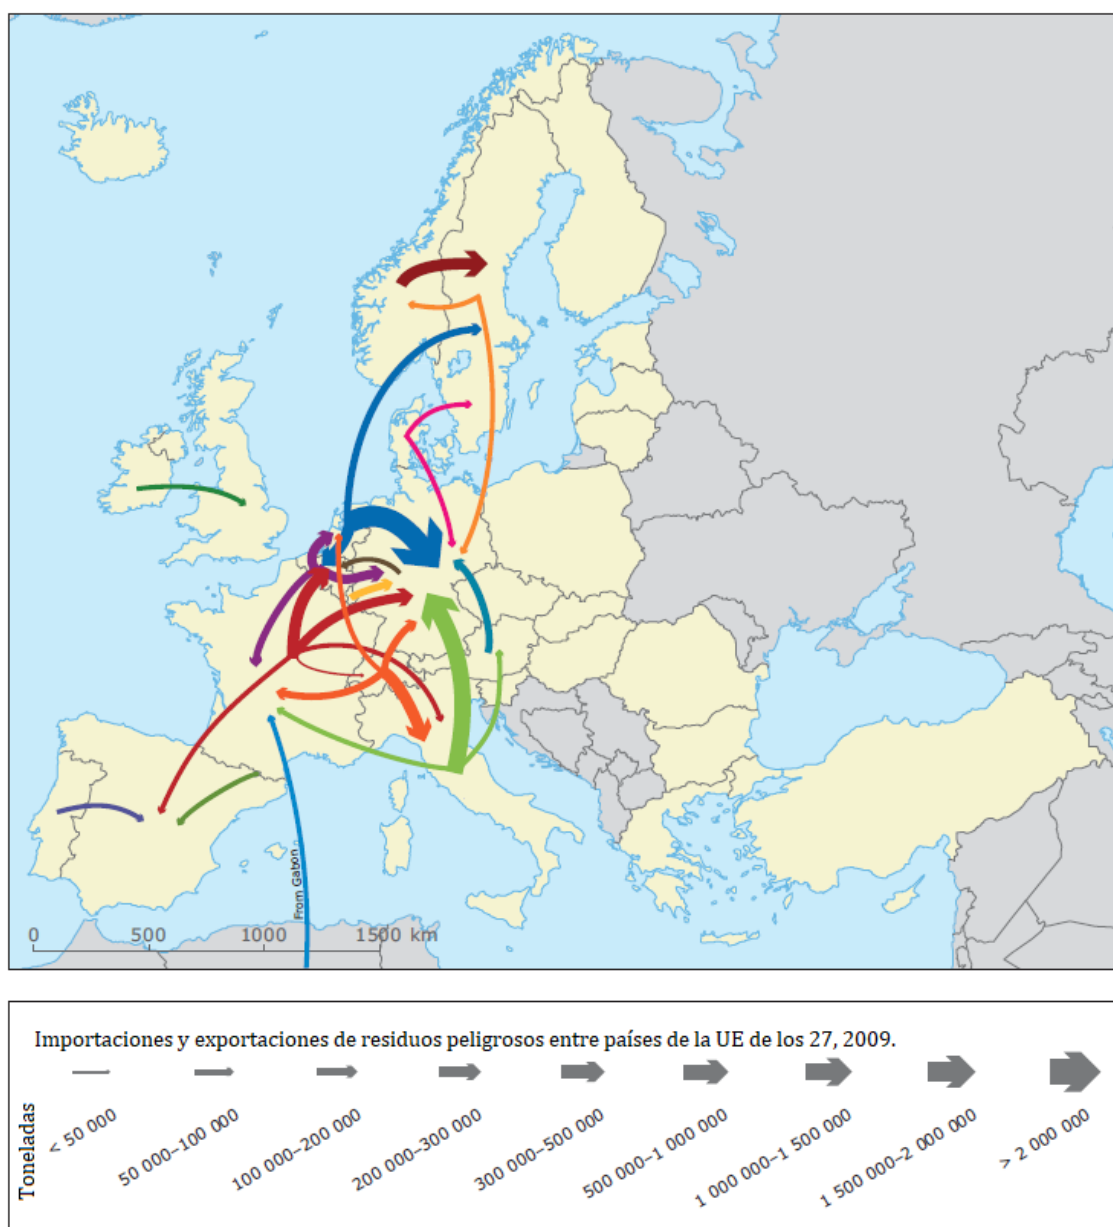 From Gabon
0 500 1000 1500 km
Importaciones y exportaciones de residuos peligrosos entre países de la UE de los 27, 2009.
Toneladas
< 50 000
50 000–100 000
100 000–200 000
200 000–300 000
300 000–500 000
500 000–1 000 000
1 000 000–1 500 000
1 500 000–2 000 000
> 2 000 000